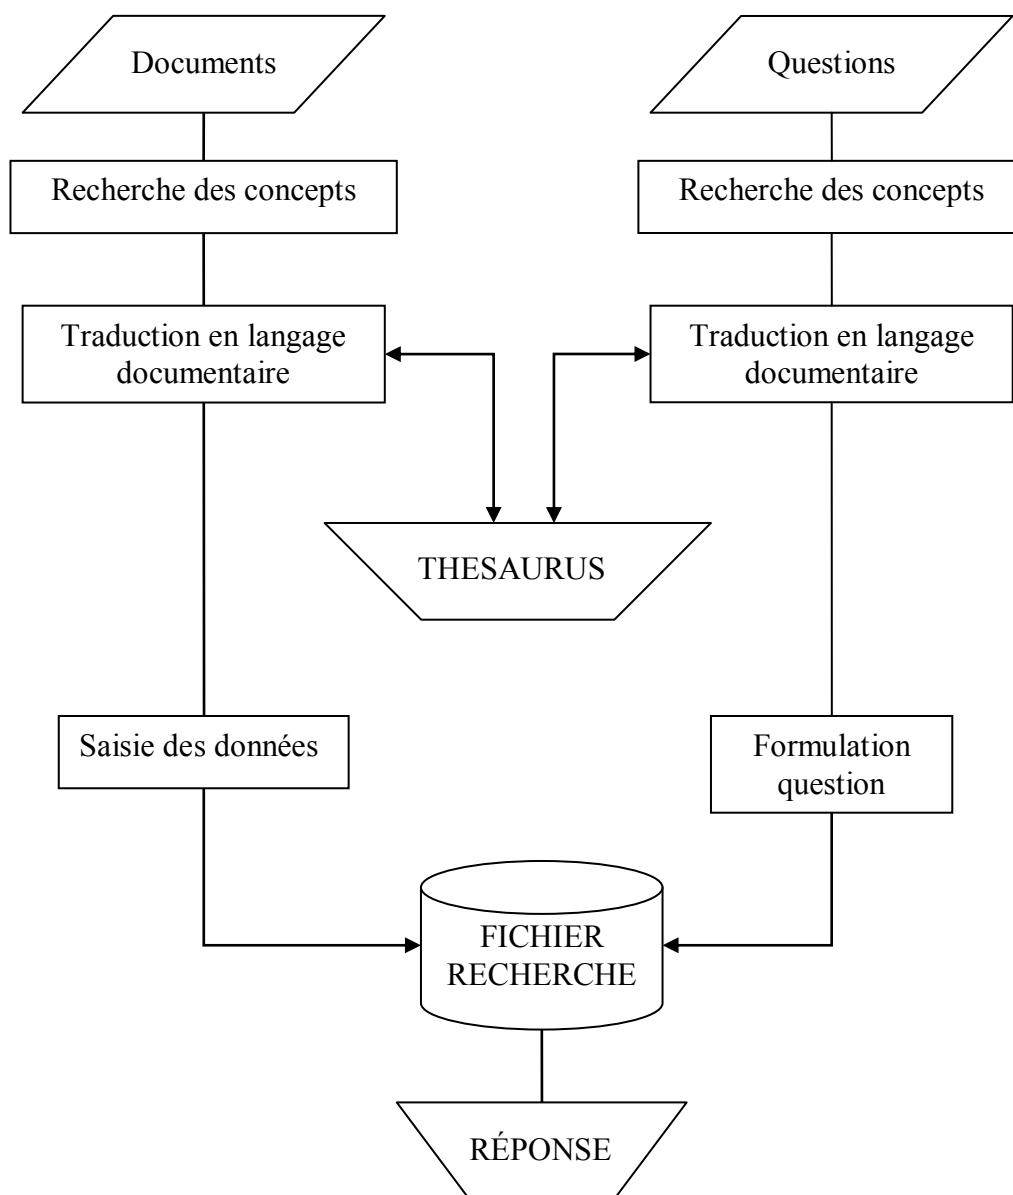 Documents
Questions
Recherche des concepts
Recherche des concepts
Traduction en langage
documentaire
Traduction en langage
documentaire
THESAURUS
Saisie des données
Formulation
question
FICHIER
RECHERCHE
RÉPONSE